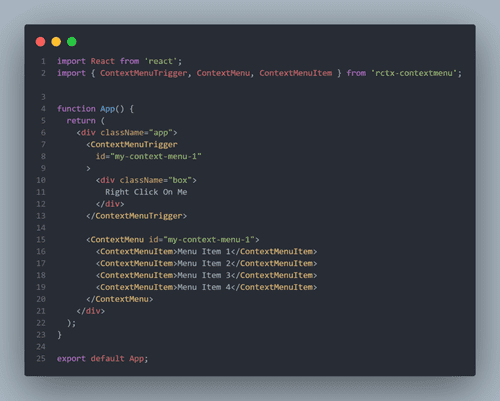 1 import React from 'react';
2 import { ContextMenuTrigger, ContextMenu, ContextMenuItem } from 'rctx-contextmenu';
3
4 function App() {
5   return (
6     <div className="app">
7       <ContextMenuTrigger
8         id="my-context-menu-1"
9       >
10         <div className="box">
11           Right Click On Me
12         </div>
13       </ContextMenuTrigger>
14
15       <ContextMenu id="my-context-menu-1">
16         <ContextMenuItem>Menu Item 1</ContextMenuItem>
17         <ContextMenuItem>Menu Item 2</ContextMenuItem>
18         <ContextMenuItem>Menu Item 3</ContextMenuItem>
19         <ContextMenuItem>Menu Item 4</ContextMenuItem>
20       </ContextMenu>
21     </div>
22   );
23 }
24
25 export default App;